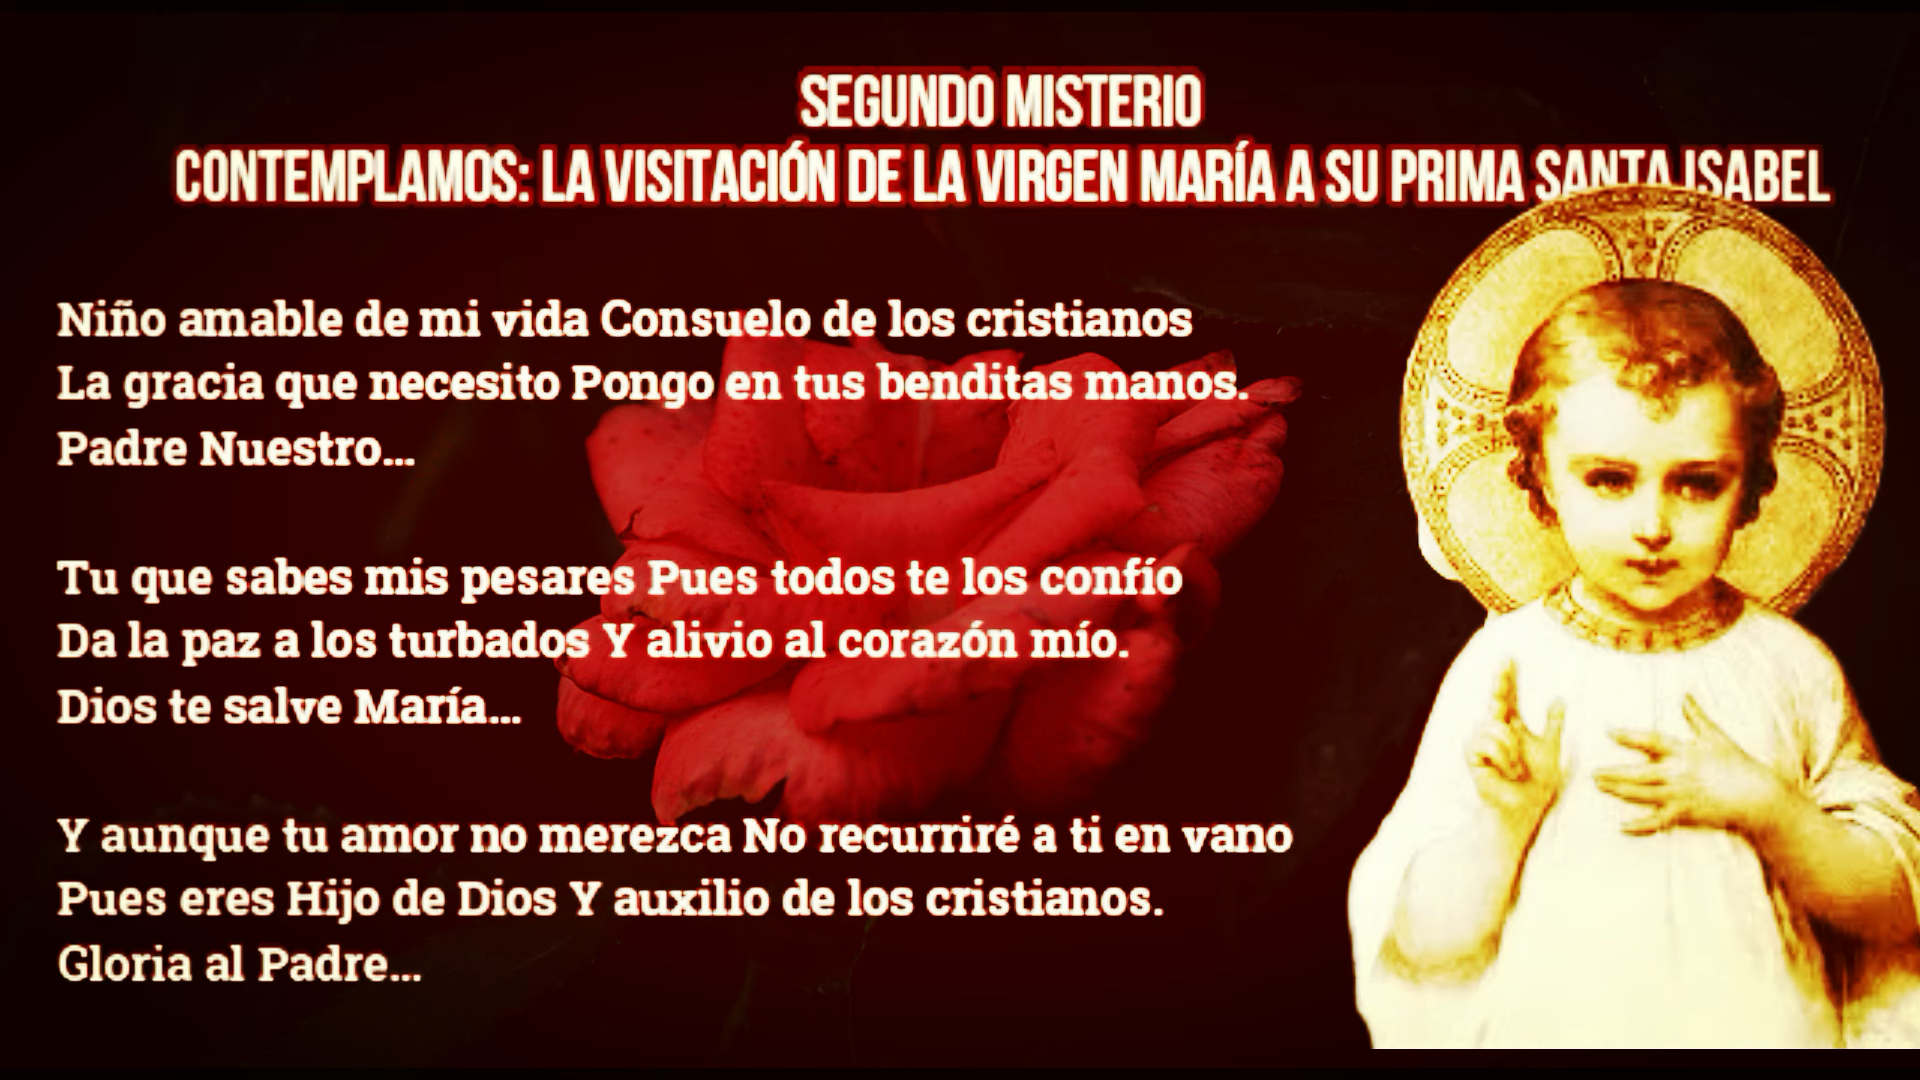 SEGUNDO MISTERIO
CONTEMPLAMOS: LA VISITACIÓN DE LA VIRGEN MARÍA A SU PRIMA SANTA ISABEL
Niño amable de mi vida Consuelo de los cristianos
La gracia que necesito Pongo en tus benditas manos.
Padre Nuestro...
Tu que sabes mis pesares Pues todos te los confío
Da la paz a los turbados Y alivio al corazón mío.
Dios te salve María...
Y aunque tu amor no merezca No recurriré a ti en vano
Pues eres Hijo de Dios Y auxilio de los cristianos.
Gloria al Padre...